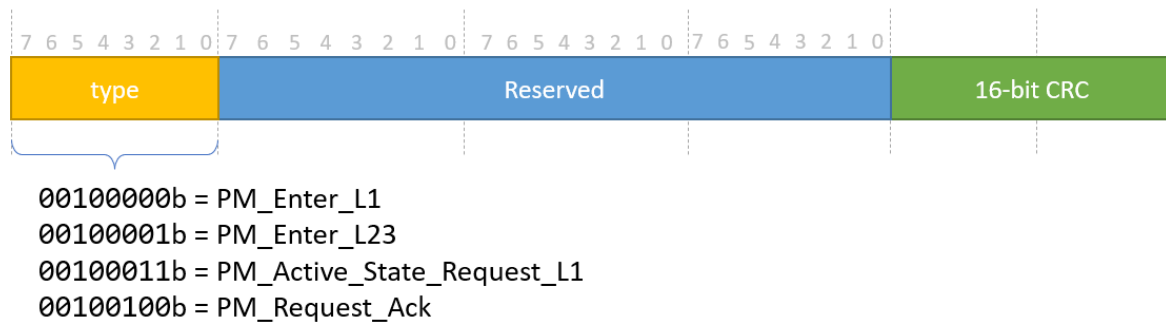 7 6 5 4 3 2 1 0 7 6 5 4 3 2 1 0 7 6 5 4 3 2 1 0 7 6 5 4 3 2 1 0
type Reserved 16-bit CRC
00100000b = PM_Enter_L1
00100001b = PM_Enter_L23
00100011b = PM_Active_State_Request_L1
00100100b = PM_Request_Ack